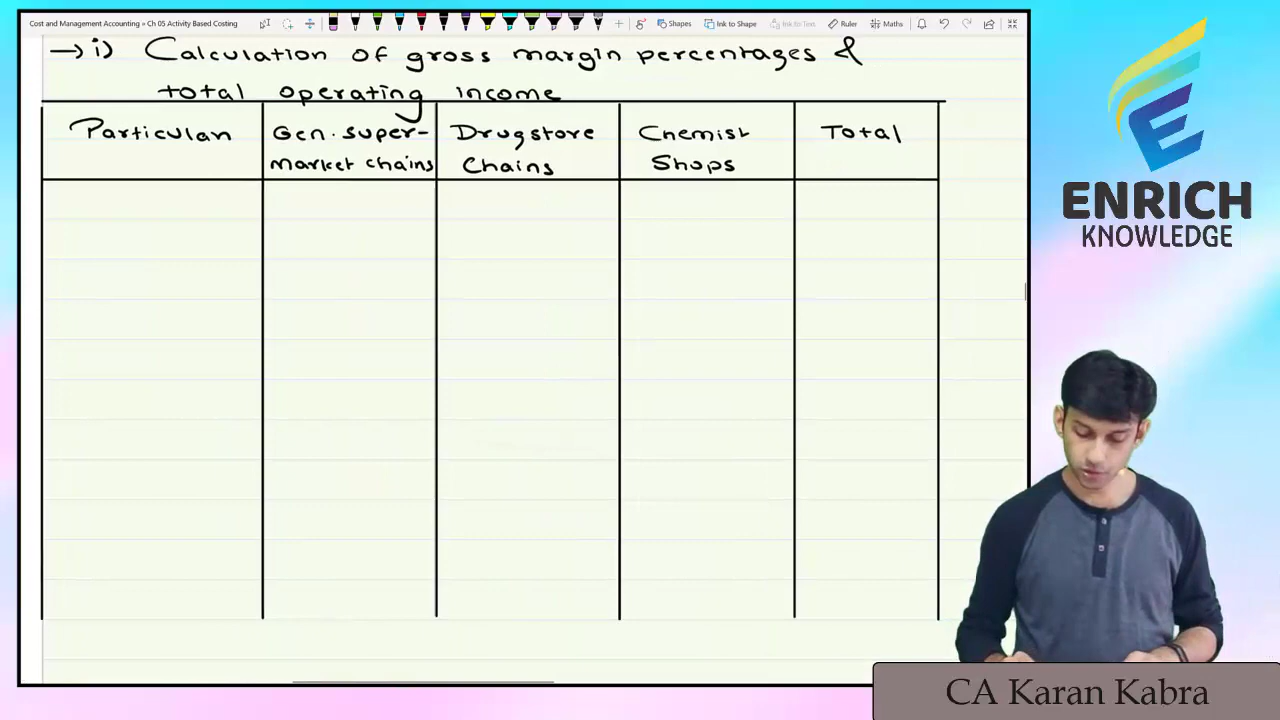 Cost and Management Accounting » Ch 05 Activity Based Costing
Shapes Ink to Shape Ink to Text Ruler Maths
→ i) Calculation of gross margin percentages &
total operating income
Particulars Gen. Super- Drugstore Chemist Total
market chains Chains Shops
ENRICH
KNOWLEDGE
CA Karan Kabra